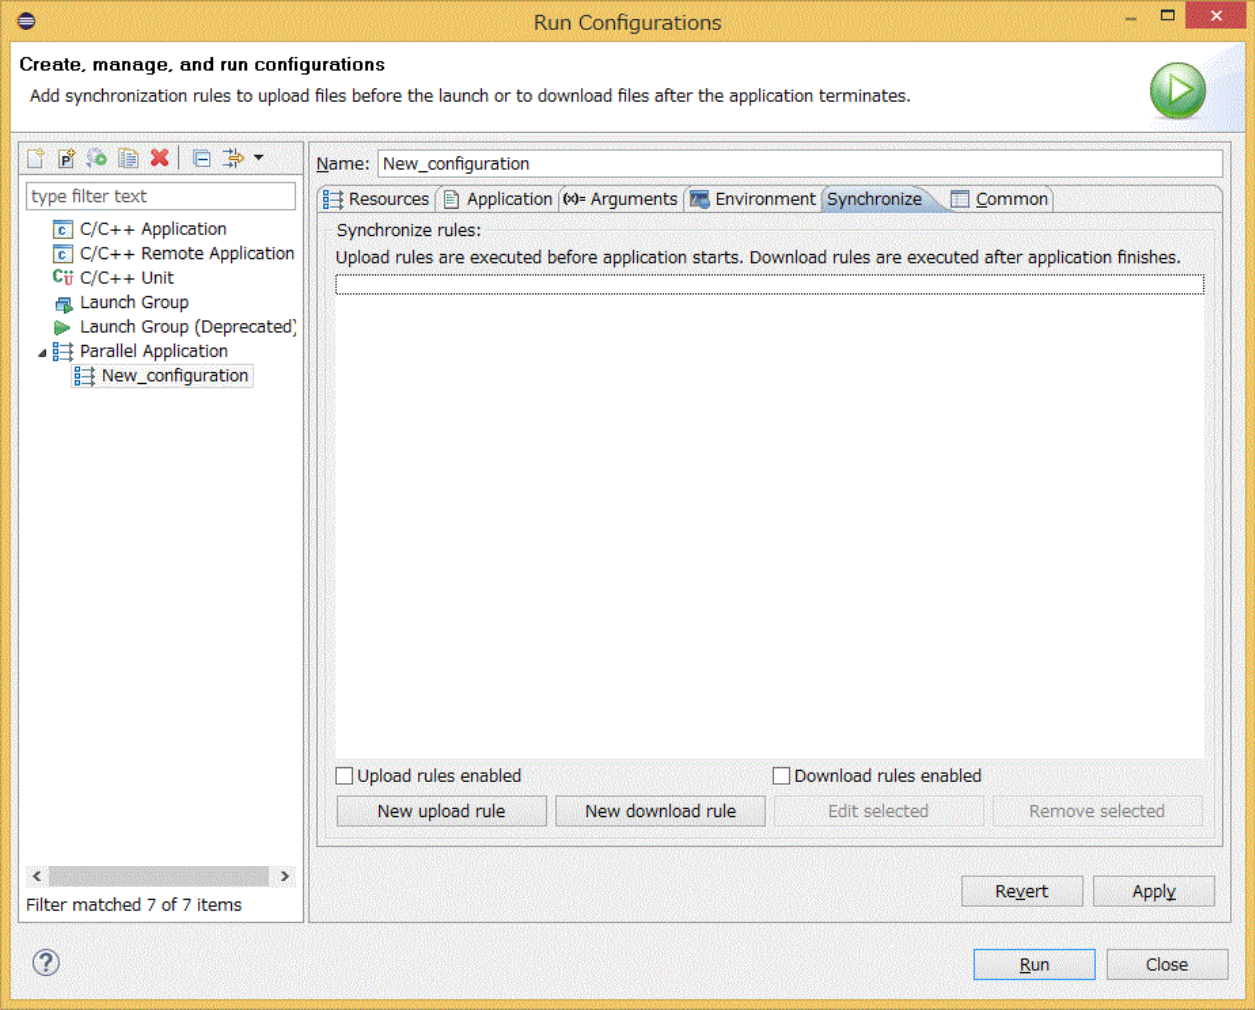 Run Configurations
Create, manage, and run configurations
Add synchronization rules to upload files before the launch or to download files after the application terminates.
Name: New_configuration
type filter text
Resources Application Arguments Environment Synchronize Common
C/C++ Application
C/C++ Remote Application
C/C++ Unit
Launch Group
Launch Group (Deprecated)
Parallel Application
New_configuration
Synchronize rules:
Upload rules are executed before application starts. Download rules are executed after application finishes.
Upload rules enabled Download rules enabled
New upload rule New download rule Edit selected Remove selected
Filter matched 7 of 7 items
Revert Apply
Run Close